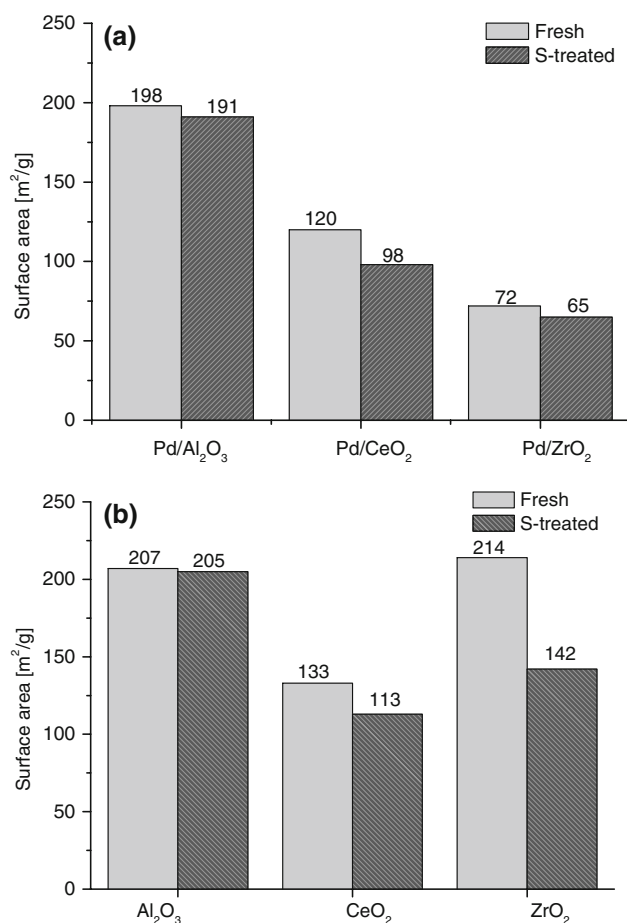 (a)
Fresh
S-treated
Surface area [m²/g]
250
200
150
100
50
0
198 191
120 98
72 65
Pd/Al₂O₃ Pd/CeO₂ Pd/ZrO₂
(b)
Fresh
S-treated
Surface area [m²/g]
250
200
150
100
50
0
207 205
133 113
214 142
Al₂O₃ CeO₂ ZrO₂